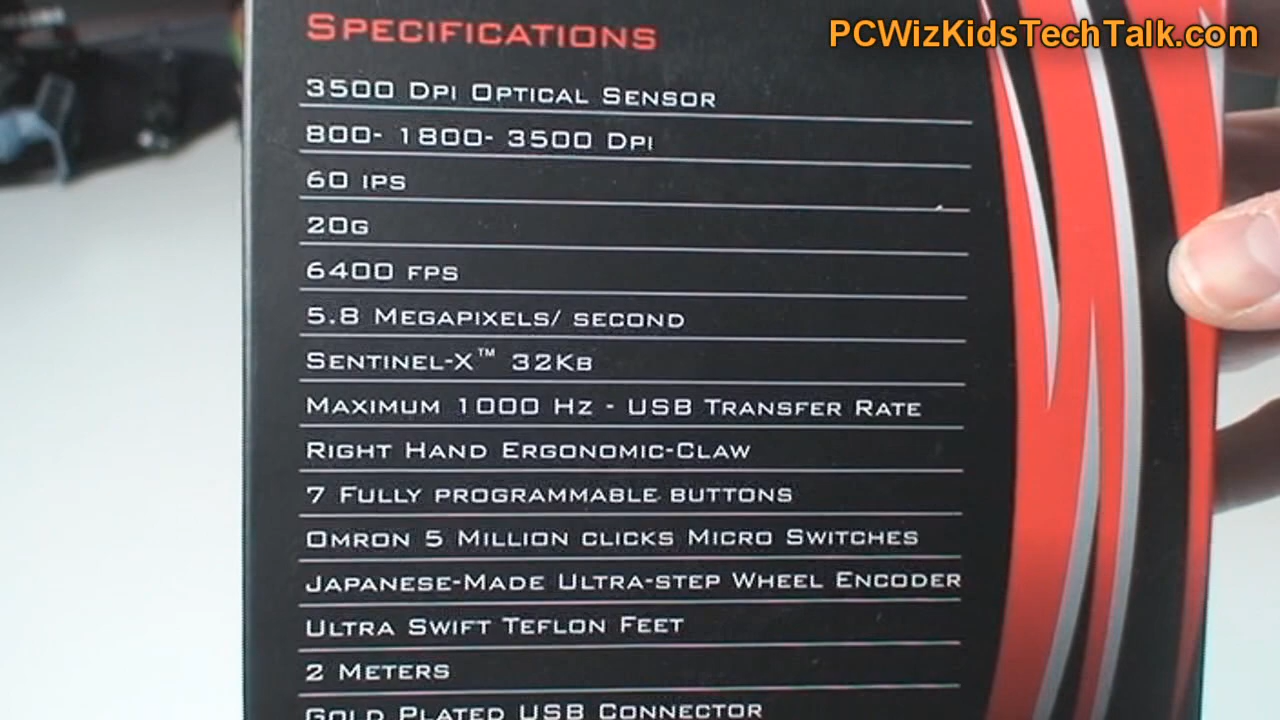 PCWizKidsTechTalk.com
Specifications
3500 Dpi Optical Sensor
800- 1800- 3500 Dpi
60 ips
20g
6400 fps
5.8 Megapixels/ second
Sentinel-X™ 32Kb
Maximum 1000 Hz - USB Transfer Rate
Right Hand Ergonomic-Claw
7 Fully programmable buttons
Omron 5 Million clicks Micro Switches
Japanese-Made Ultra-step Wheel Encoder
Ultra Swift Teflon Feet
2 Meters
Gold Plated USB Connector